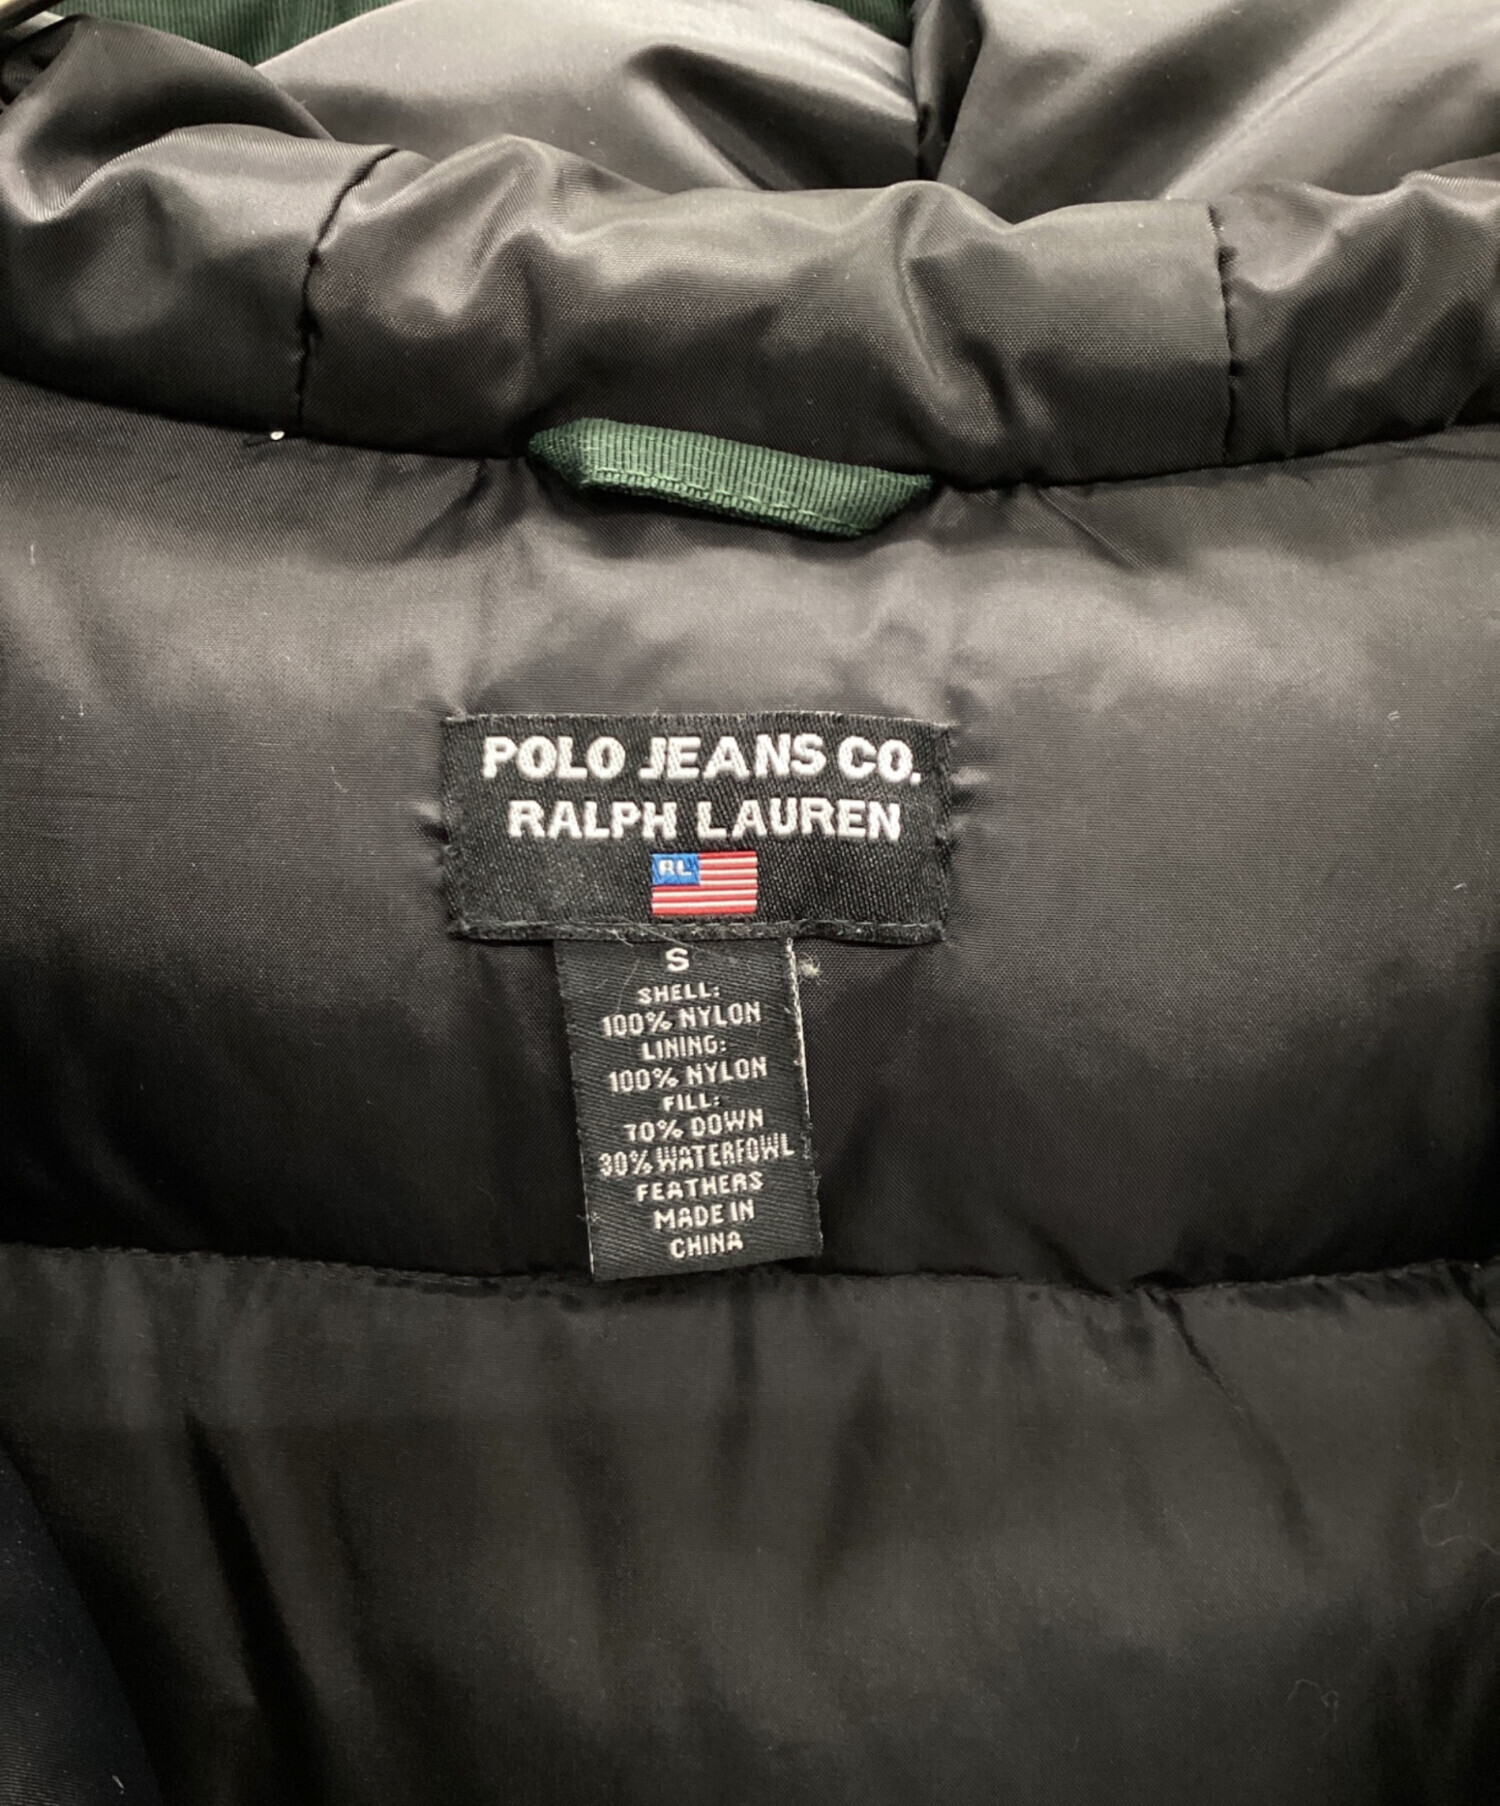 POLO JEANS CO.
RALPH LAUREN
RL
S
SHELL:
100% NYLON
LINING:
100% NYLON
FILL:
70% DOWN
30% WATERFOWL
FEATHERS
MADE IN
CHINA